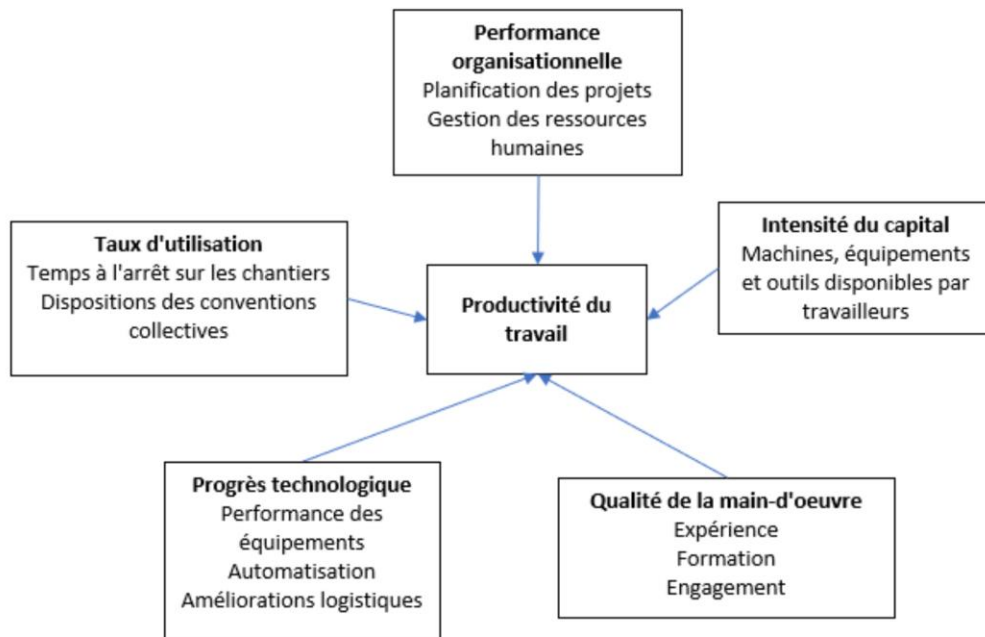 Performance
organisationnelle
Planification des projets
Gestion des ressources
humaines
Taux d'utilisation
Temps à l'arrêt sur les chantiers
Dispositions des conventions
collectives
Intensité du capital
Machines, équipements
et outils disponibles par
travailleurs
Productivité du
travail
Progrès technologique
Performance des
équipements
Automatisation
Améliorations logistiques
Qualité de la main-d'oeuvre
Expérience
Formation
Engagement